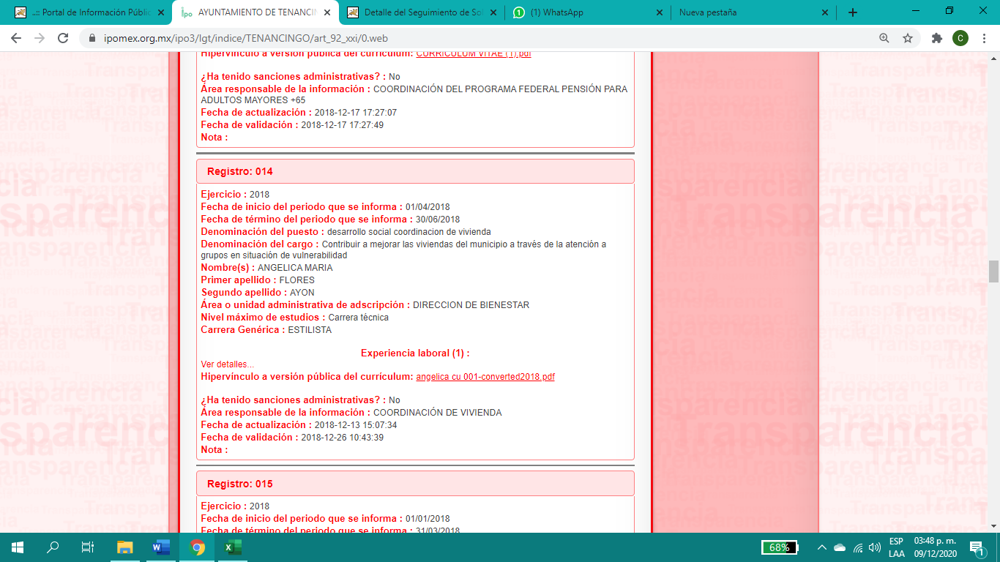 ..:: Portal de Información Públic
AYUNTAMIENTO DE TENANCIN
Detalle del Seguimiento de Sol
(1) WhatsApp
Nueva pestaña
ipomex.org.mx/ipo3/lgt/indice/TENANCINGO/art_92_xxi/0.web
Hipervínculo a versión pública del currículum: CURRICULUM VITAE (1).pdf
¿Ha tenido sanciones administrativas? : No
Área responsable de la información : COORDINACIÓN DEL PROGRAMA FEDERAL PENSIÓN PARA
ADULTOS MAYORES +65
Fecha de actualización : 2018-12-17 17:27:07
Fecha de validación : 2018-12-17 17:27:49
Nota :
Registro: 014
Ejercicio : 2018
Fecha de inicio del periodo que se informa : 01/04/2018
Fecha de término del periodo que se informa : 30/06/2018
Denominación del puesto : desarrollo social coordinacion de vivienda
Denominación del cargo : Contribuir a mejorar las viviendas del municipio a través de la atención a
grupos en situación de vulnerabilidad
Nombre(s) : ANGELICA MARIA
Primer apellido : FLORES
Segundo apellido : AYON
Área o unidad administrativa de adscripción : DIRECCION DE BIENESTAR
Nivel máximo de estudios : Carrera técnica
Carrera Genérica : ESTILISTA
Experiencia laboral (1) :
Ver detalles...
Hipervínculo a versión pública del currículum: angelica cu 001-converted2018.pdf
¿Ha tenido sanciones administrativas? : No
Área responsable de la información : COORDINACIÓN DE VIVIENDA
Fecha de actualización : 2018-12-13 15:07:34
Fecha de validación : 2018-12-26 10:43:39
Nota :
Registro: 015
Ejercicio : 2018
Fecha de inicio del periodo que se informa : 01/01/2018
Fecha de término del periodo que se informa : 31/03/2018
68%
ESP
LAA
03:48 p. m.
09/12/2020